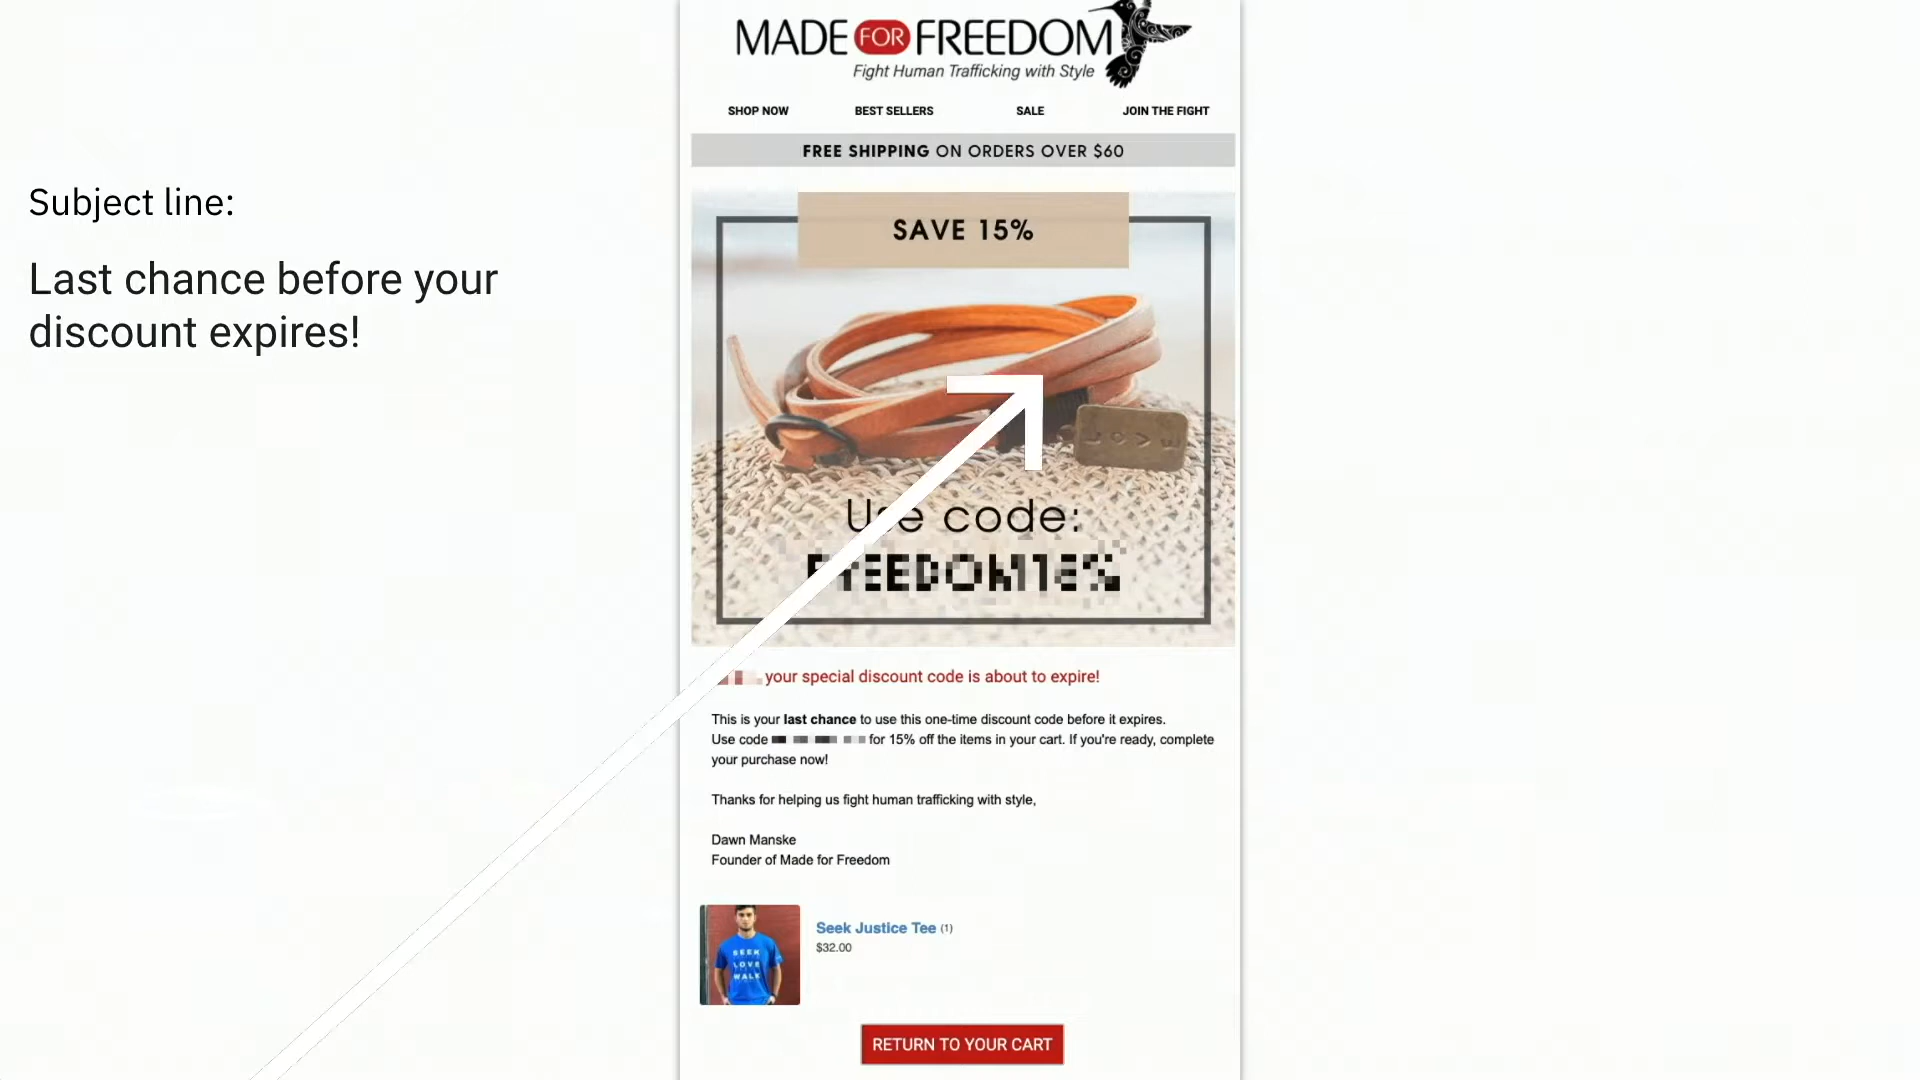 MADE FOR FREEDOM
Fight Human Trafficking with Style
SHOP NOW BEST SELLERS SALE JOIN THE FIGHT
FREE SHIPPING ON ORDERS OVER $60
Subject line:
Last chance before your
discount expires!
SAVE 15%
LOVE
Use code:
your special discount code is about to expire!
This is your last chance to use this one-time discount code before it expires.
Use code for 15% off the items in your cart. If you're ready, complete
your purchase now!
Thanks for helping us fight human trafficking with style,
Dawn Manske
Founder of Made for Freedom
SEEK
LOVE
WALK
Seek Justice Tee (1)
$32.00
RETURN TO YOUR CART